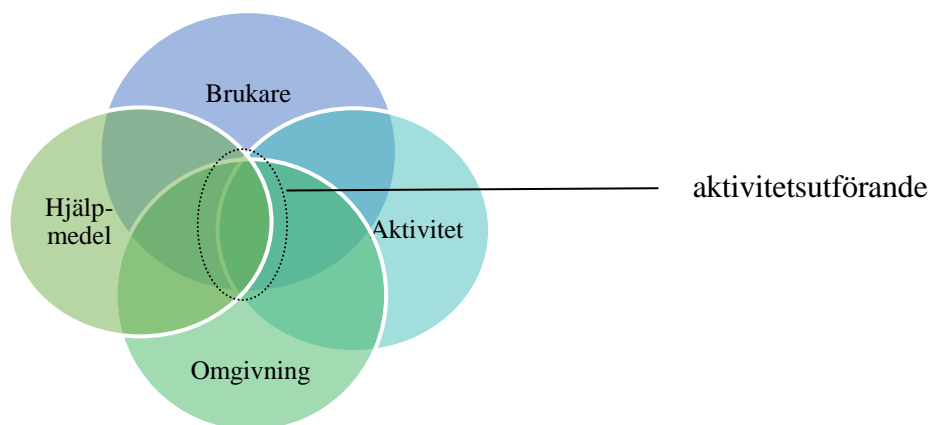 Brukare
Hjälp-
medel
Aktivitet
aktivitetsutförande
Omgivning